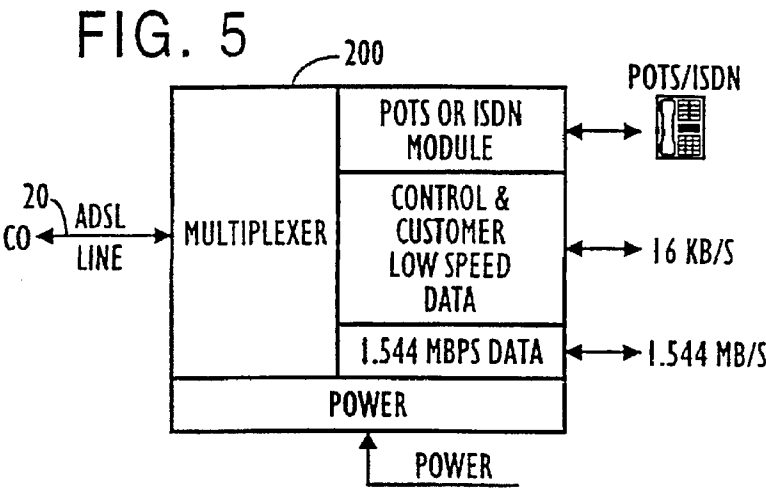 FIG. 5
200
POTS/ISDN
POTS OR ISDN
MODULE
20
ADSL
CO
LINE
MULTIPLEXER
CONTROL &
CUSTOMER
LOW SPEED
DATA
16 KB/S
1.544 MBPS DATA
1.544 MB/S
POWER
POWER